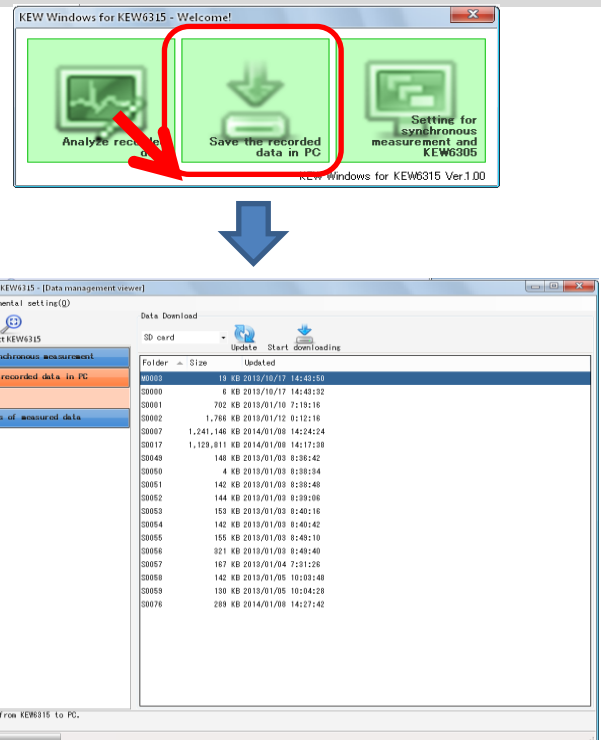 KEW Windows for KEW6315 - Welcome!
Analyze recorded
Save the recorded
data in PC
Setting for
synchronous
measurement and
KEW6305
KEW Windows for KEW6315 Ver.1.00
KEW6315 - [Data management viewer]
mental setting(O)
t KEW6315
nchronous measurement
recorded data in PC
s of measured data
Data Download
SD card
Update Start downloading
Folder Size Updated
M0003 19 KB 2013/10/17 14:43:50
S0000 6 KB 2013/10/17 14:43:32
S0001 702 KB 2013/01/10 7:19:16
S0002 1,766 KB 2013/01/12 0:12:16
S0007 1,241,146 KB 2014/01/08 14:24:24
S0017 1,129,811 KB 2014/01/08 14:17:38
S0049 148 KB 2013/01/03 8:36:42
S0050 4 KB 2013/01/03 8:38:34
S0051 142 KB 2013/01/03 8:38:48
S0052 144 KB 2013/01/03 8:39:06
S0053 153 KB 2013/01/03 8:40:16
S0054 142 KB 2013/01/03 8:40:42
S0055 155 KB 2013/01/03 8:49:10
S0056 321 KB 2013/01/03 8:49:40
S0057 167 KB 2013/01/04 7:31:26
S0058 142 KB 2013/01/05 10:03:48
S0059 130 KB 2013/01/05 10:04:28
S0076 289 KB 2014/01/08 14:27:42
from KEW6315 to PC.